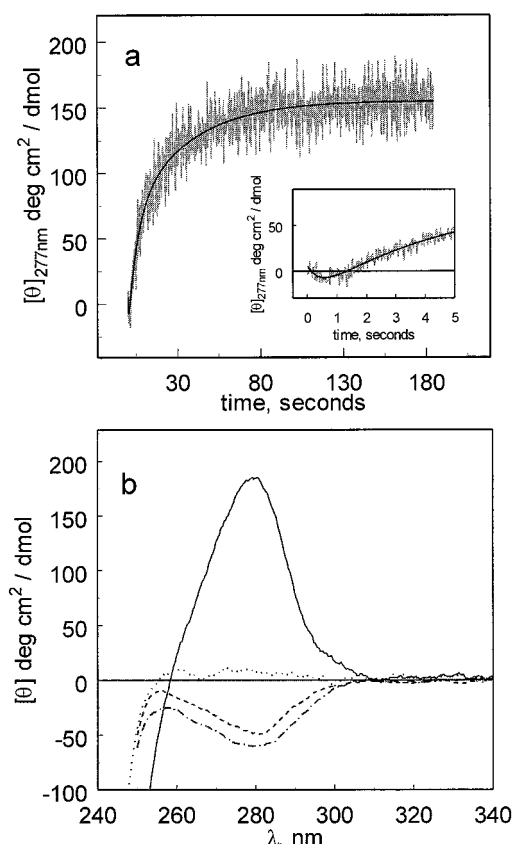 a
200
150
100
50
0
[θ]277nm deg cm2 / dmol
30 80 130 180
time, seconds
50
0
[θ]277nm deg cm2 / dmol
0 1 2 3 4 5
time, seconds
b
200
150
100
50
0
-50
-100
[θ] deg cm2 / dmol
240 260 280 300 320 340
λ, nm